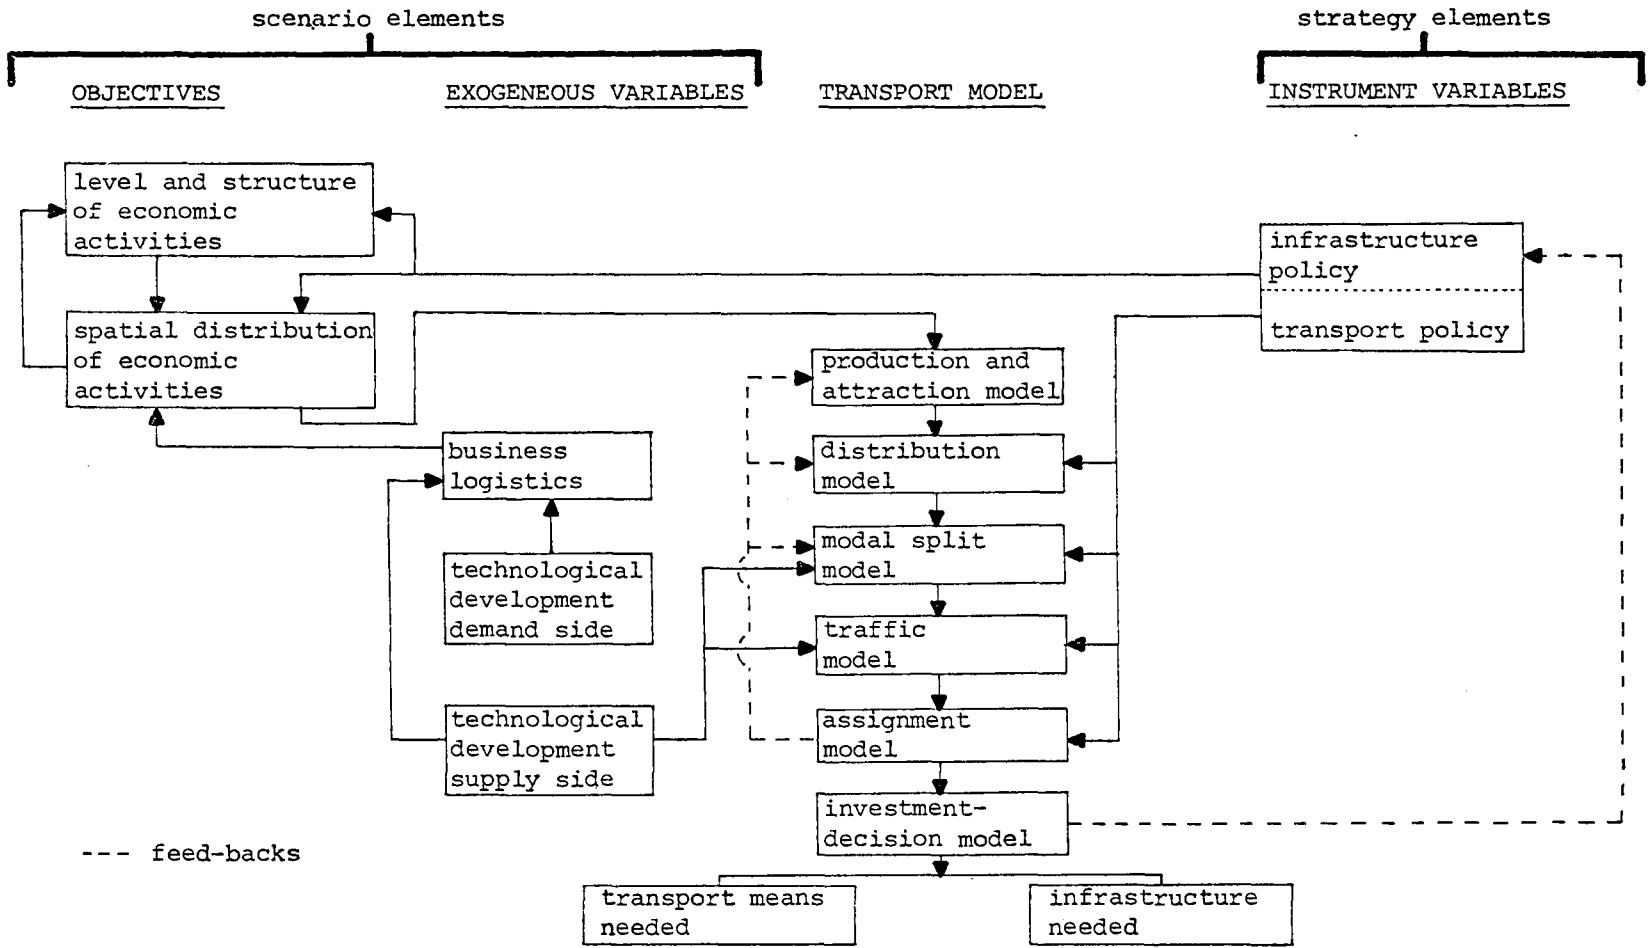 scenario elements
strategy elements
OBJECTIVES
EXOGENEOUS VARIABLES
TRANSPORT MODEL
INSTRUMENT VARIABLES
level and structure
of economic
activities
infrastructure
policy
transport policy
spatial distribution
of economic
activities
production and
attraction model
business
logistics
distribution
model
modal split
model
technological
development
demand side
traffic
model
technological
development
supply side
assignment
model
investment-
decision model
--- feed-backs
transport means
needed
infrastructure
needed